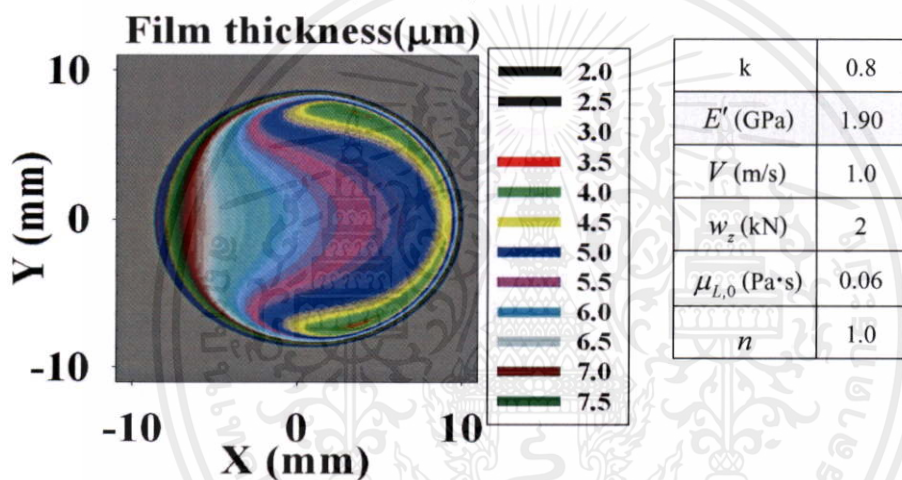 Film thickness(μm)
10
0
-10
Y (mm)
-10 0 10
X (mm)
2.0
2.5
3.0
3.5
4.0
4.5
5.0
5.5
6.0
6.5
7.0
7.5
k 0.8
E' (GPa) 1.90
V (m/s) 1.0
w_z (kN) 2
μ_L,0 (Pa·s) 0.06
n 1.0